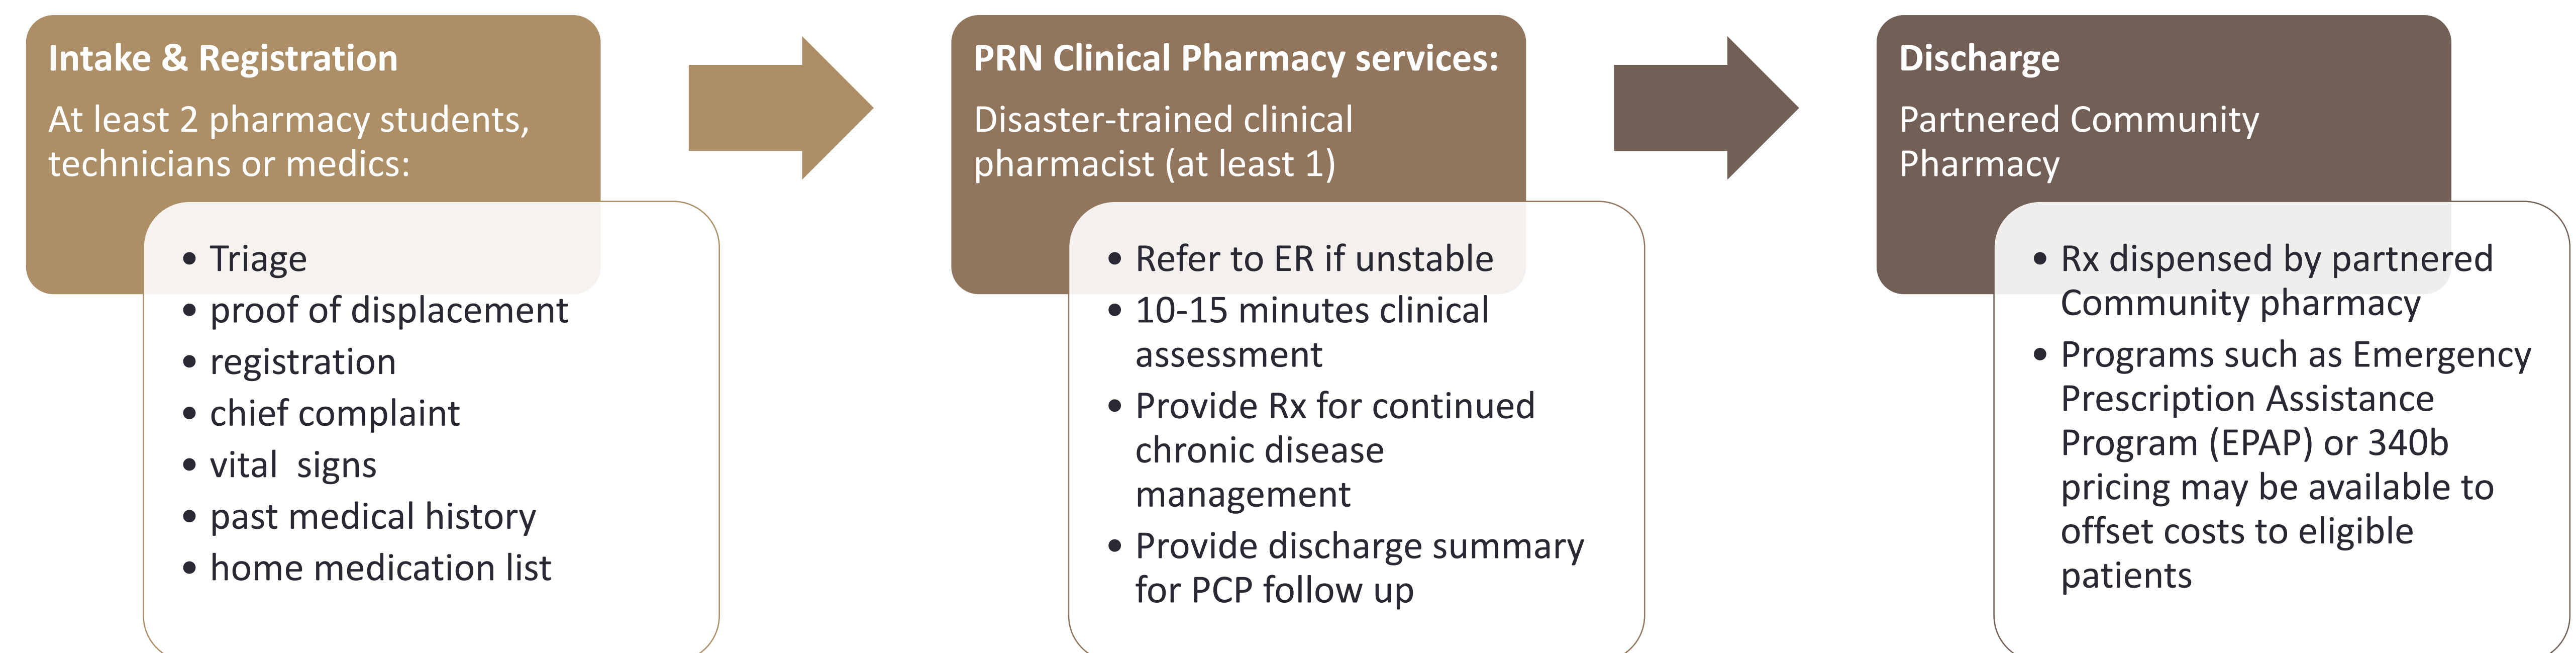 Intake & Registration
At least 2 pharmacy students,
technicians or medics:
• Triage
• proof of displacement
• registration
• chief complaint
• vital  signs
• past medical history
• home medication list
PRN Clinical Pharmacy services:
Disaster-trained clinical
pharmacist (at least 1)
• Refer to ER if unstable
• 10-15 minutes clinical
assessment
• Provide Rx for continued
chronic disease
management
• Provide discharge summary
for PCP follow up
Discharge
Partnered Community
Pharmacy
• Rx dispensed by partnered
Community pharmacy
• Programs such as Emergency
Prescription Assistance
Program (EPAP) or 340b
pricing may be available to
offset costs to eligible
patients